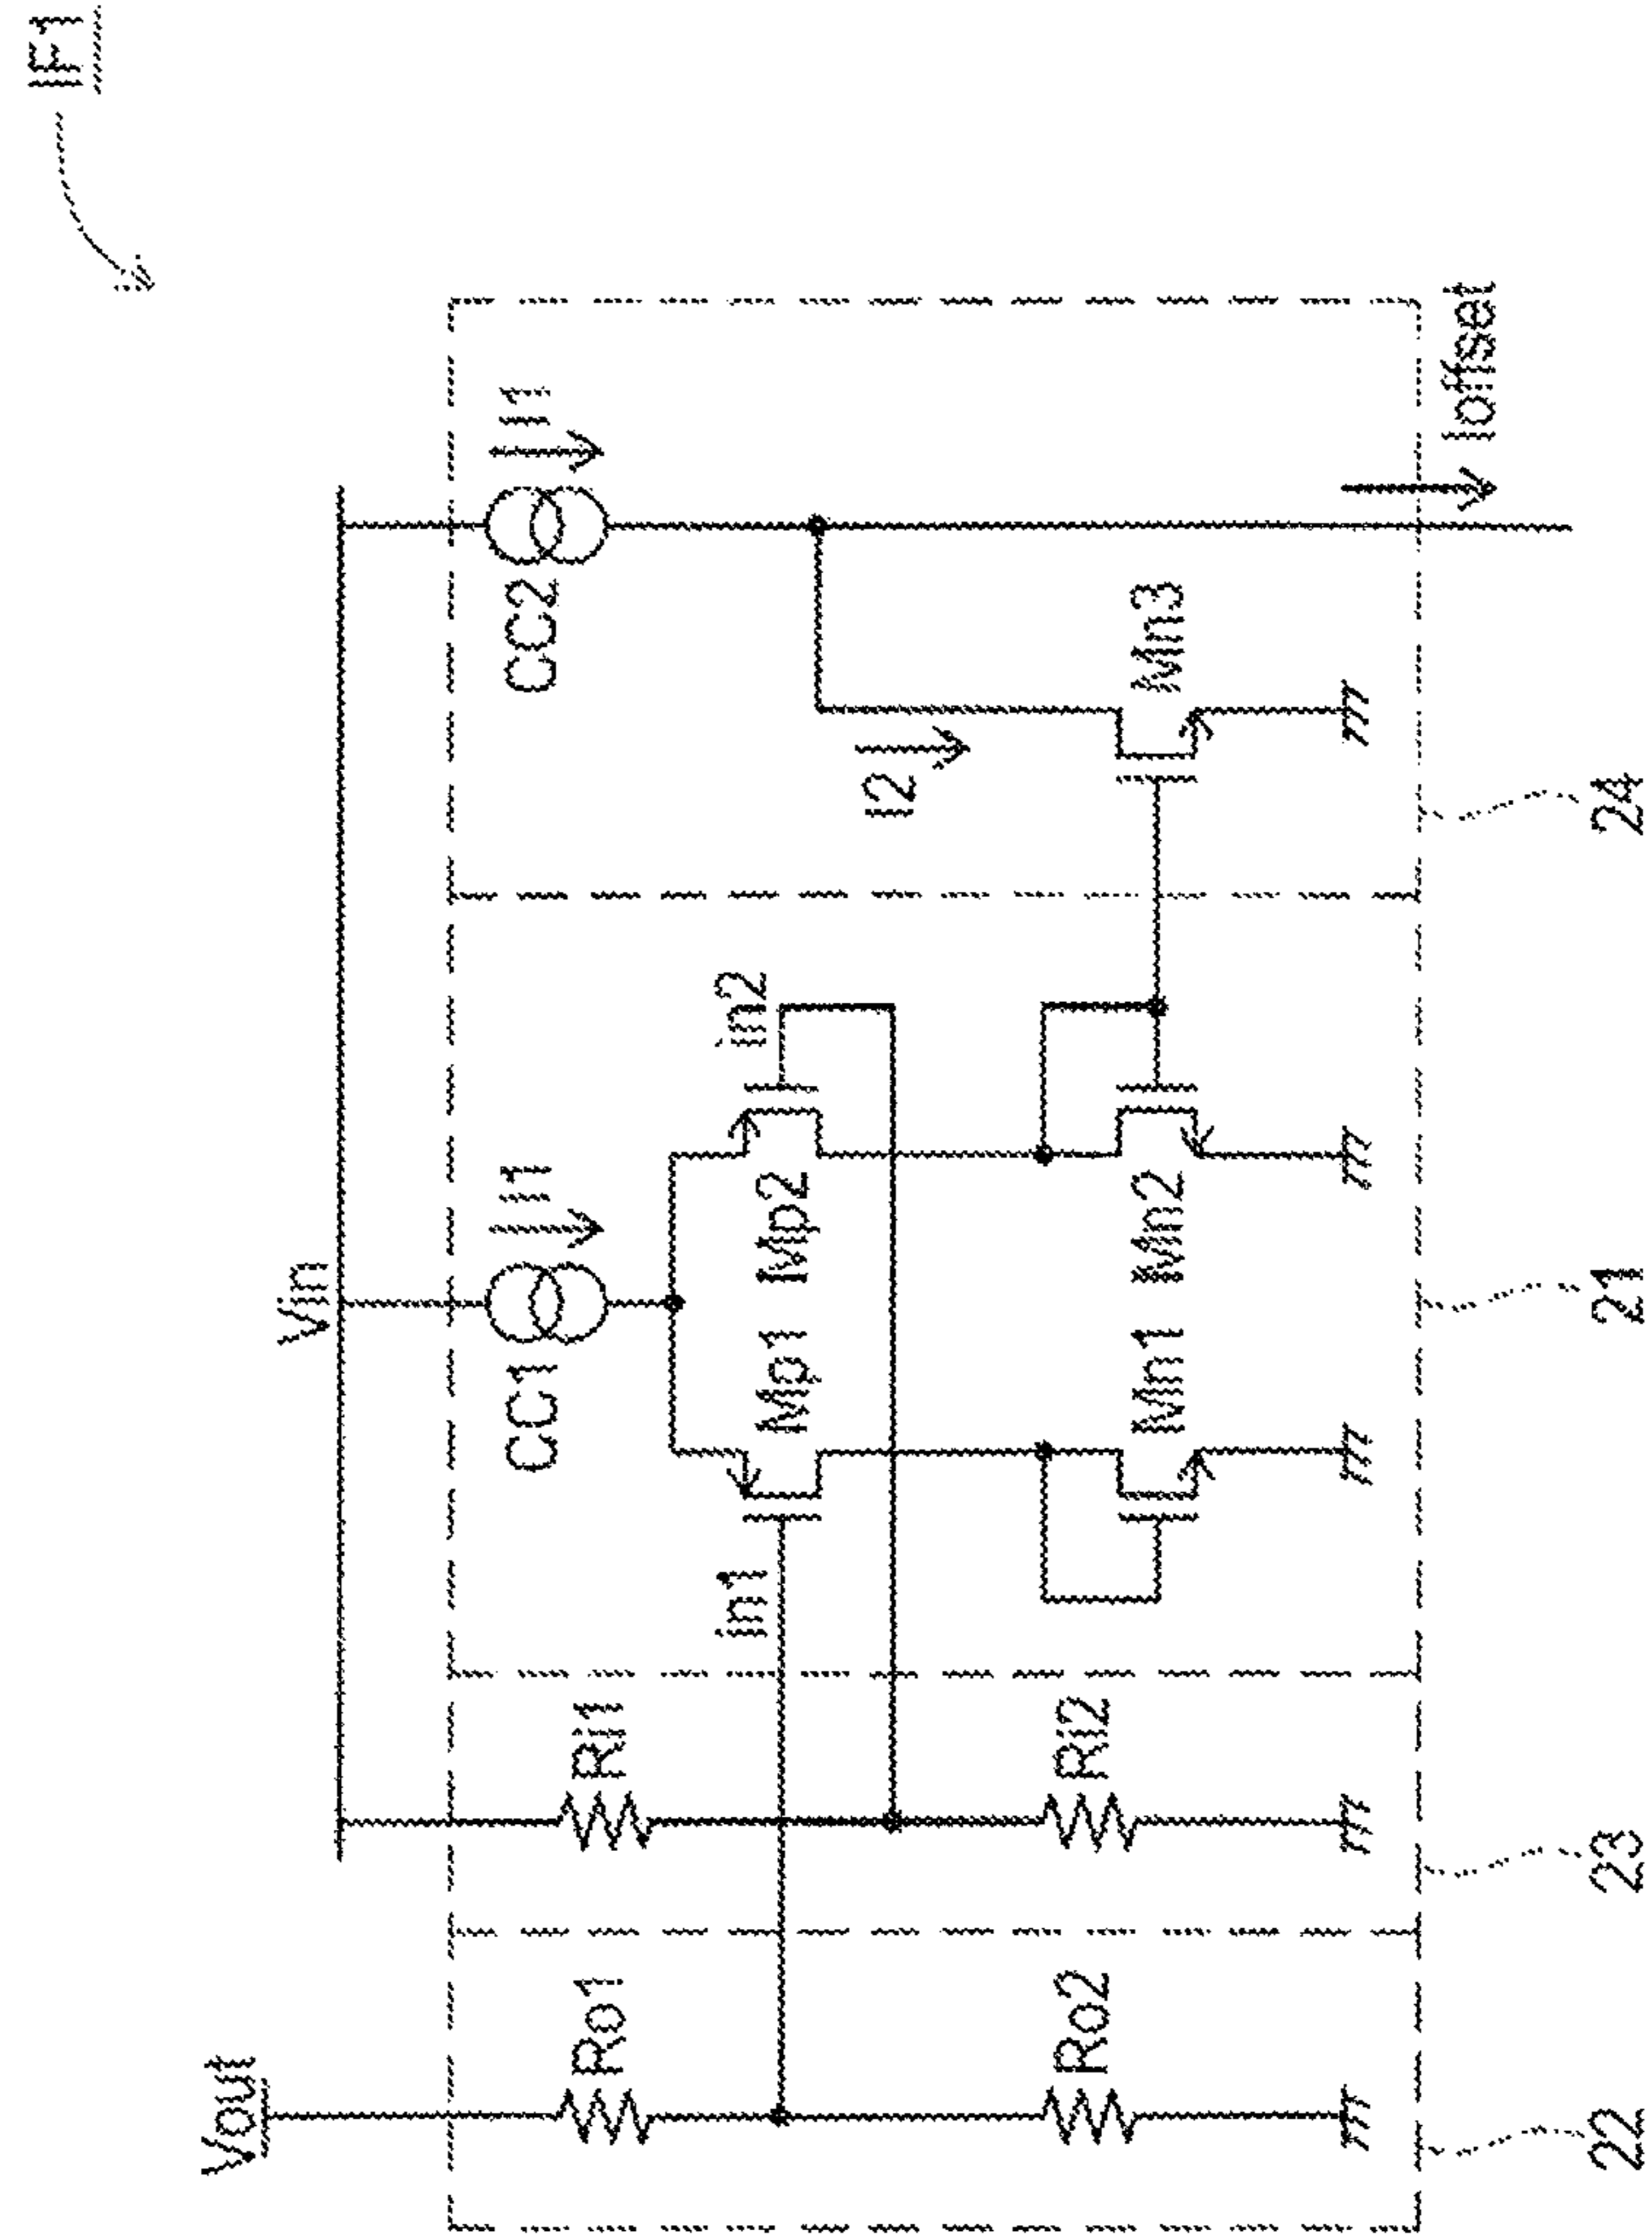 IF1
Vout
Vin
Ro1
Ri1
CC1
I1
CC2
I1
in1
Mp1
Mp2
in2
I2
Ro2
Ri2
Mn1
Mn2
Mn3
Ioffset
22
23
21
24